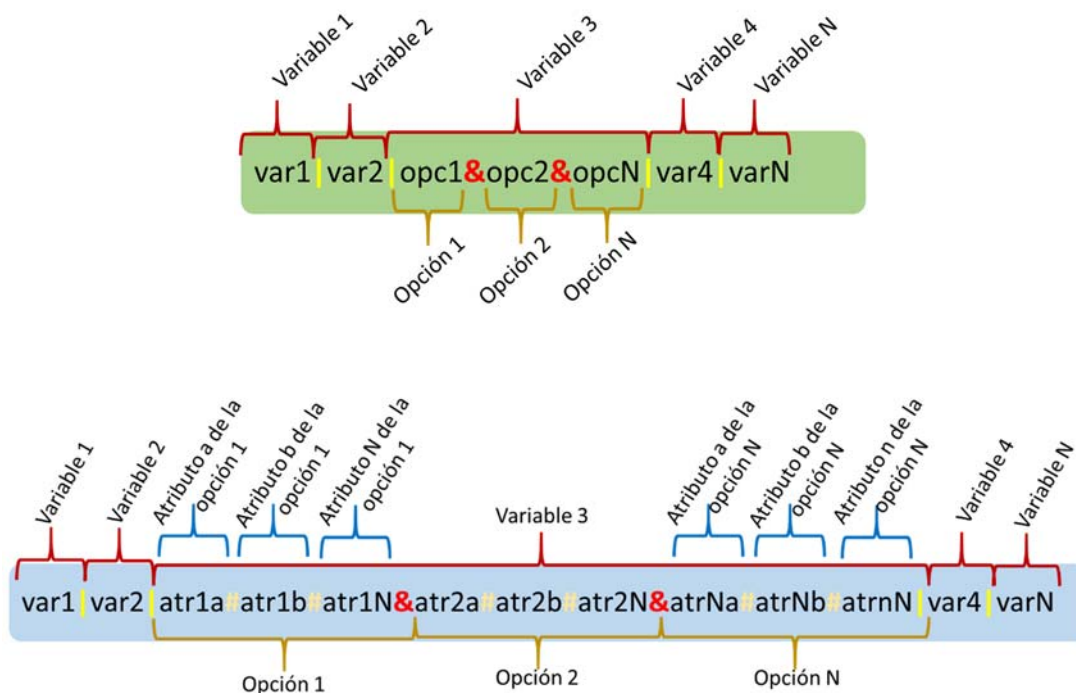 Variable 1
Variable 2
Variable 3
Variable 4
Variable N
var1|var2|opc1&opc2&opcN|var4|varN
Opción 1
Opción 2
Opción N
Variable 1
Variable 2
Atributo a de la
opción 1
Atributo b de la
opción 1
Atributo N de la
opción 1
Variable 3
Atributo a de la
opción N
Atributo b de la
opción N
Atributo n de la
opción N
Variable 4
Variable N
var1|var2|atr1a#atr1b#atr1N&atr2a#atr2b#atr2N&atrNa#atrNb#atrnN|var4|varN
Opción 1
Opción 2
Opción N